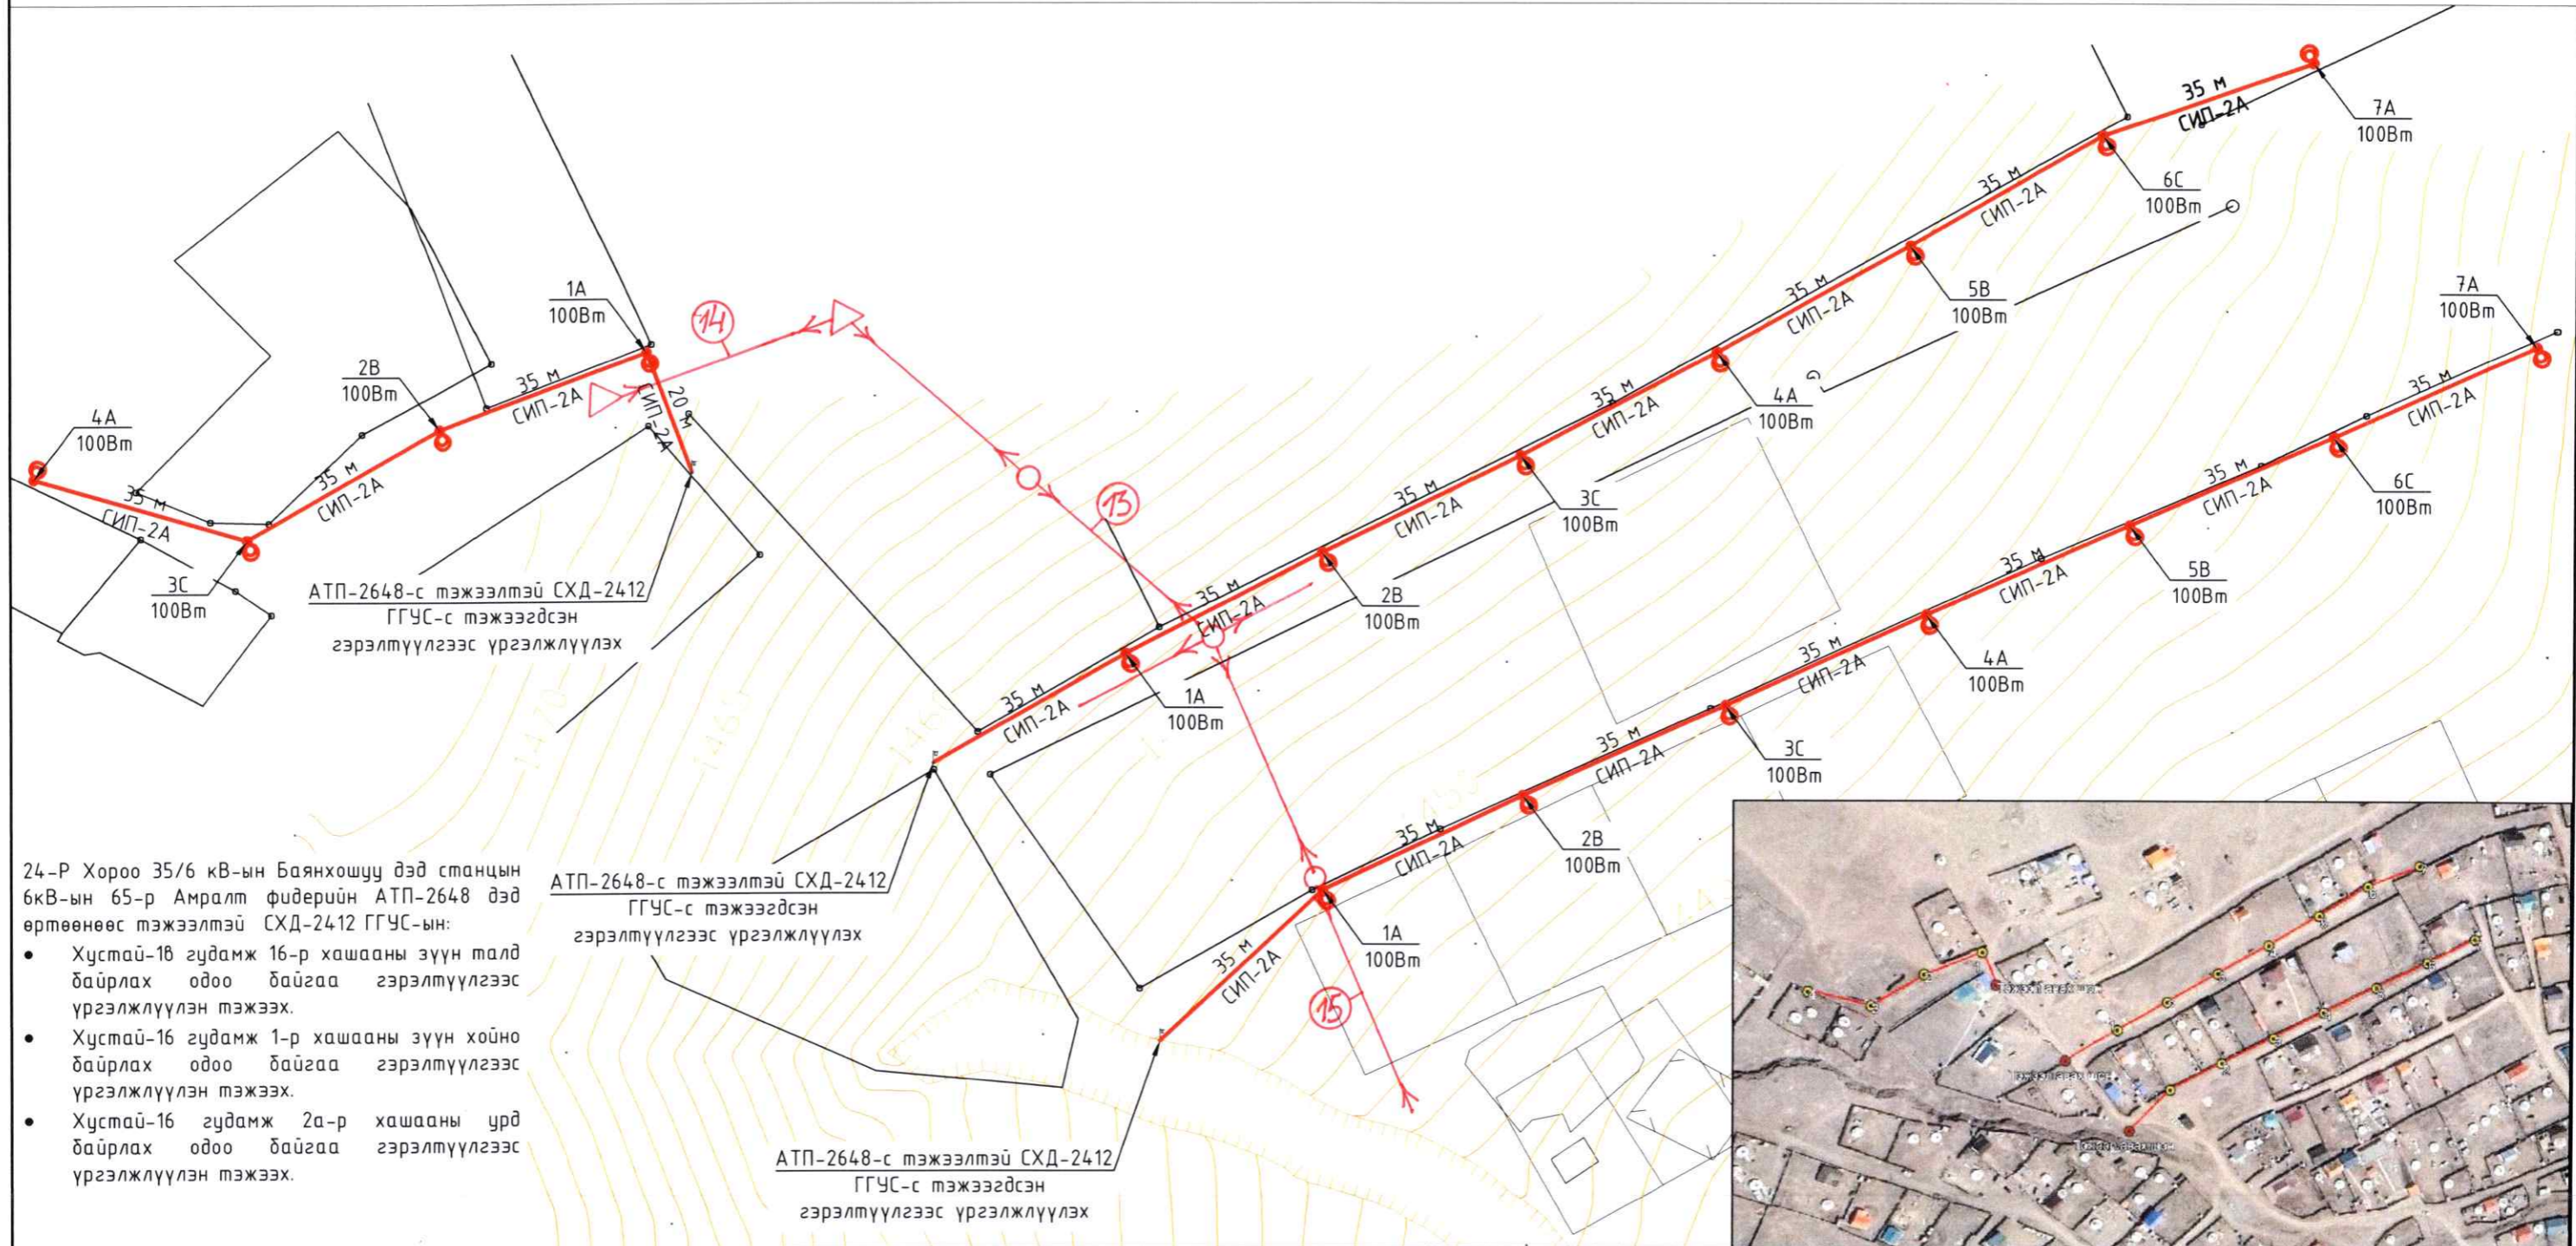 35 м
СИП-2А
7А
100Вт
35 м
СИП-2А
6С
100Вт
35 м
СИП-2А
5В
100Вт
35 м
СИП-2А
4А
100Вт
G
35 м
СИП-2А
3С
100Вт
35 м
СИП-2А
2В
100Вт
35 м
СИП-2А
1А
100Вт
1А
100Вт
14
20 м
СИП-2А
35 м
СИП-2А
2В
100Вт
35 м
СИП-2А
3С
100Вт
35 м
СИП-2А
4А
100Вт
13
АТП-2648-с тэжээлтэй СХД-2412
ГГУС-с тэжээгдсэн
гэрэлтүүлгээс үргэлжлүүлэх
7А
100Вт
35 м
СИП-2А
6С
100Вт
35 м
СИП-2А
5В
100Вт
35 м
СИП-2А
4А
100Вт
35 м
СИП-2А
3С
100Вт
35 м
СИП-2А
2В
100Вт
35 м
СИП-2А
1А
100Вт
35 м
СИП-2А
15
1470
АТП-2648-с тэжээлтэй СХД-2412
ГГУС-с тэжээгдсэн
гэрэлтүүлгээс үргэлжлүүлэх
АТП-2648-с тэжээлтэй СХД-2412
ГГУС-с тэжээгдсэн
гэрэлтүүлгээс үргэлжлүүлэх
24-Р Хороо 35/6 кВ-ын Баянхошуу дэд станцын
6кВ-ын 65-р Амралт фидерийн АТП-2648 дэд
өртөөнөөс тэжээлтэй СХД-2412 ГГУС-ын:
• Хустай-18 гудамж 16-р хашааны зүүн талд
байрлах одоо байгаа гэрэлтүүлгээс
үргэлжлүүлэн тэжээх.
• Хустай-16 гудамж 1-р хашааны зүүн хойно
байрлах одоо байгаа гэрэлтүүлгээс
үргэлжлүүлэн тэжээх.
• Хустай-16 гудамж 2а-р хашааны урд
байрлах одоо байгаа гэрэлтүүлгээс
үргэлжлүүлэн тэжээх.